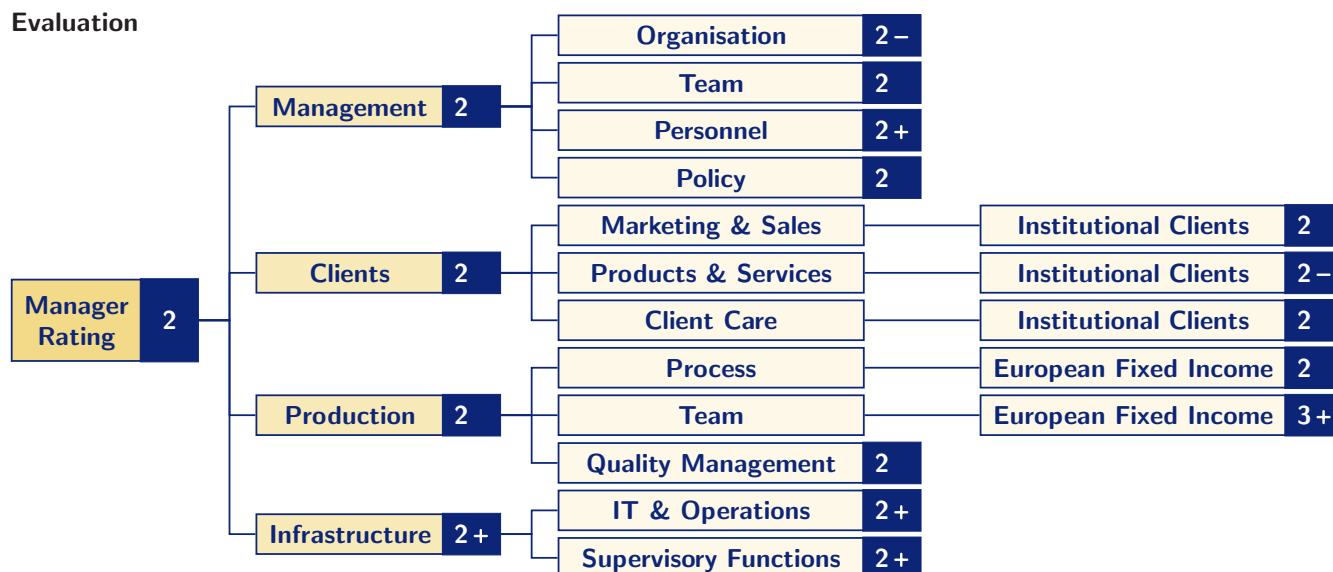 Evaluation
Organisation 2 –
Team 2
Management 2
Personnel 2 +
Policy 2
Marketing & Sales Institutional Clients 2
Clients 2 Products & Services Institutional Clients 2 –
Manager
Rating
2
Client Care Institutional Clients 2
Process European Fixed Income 2
Production 2 Team European Fixed Income 3 +
Quality Management 2
IT & Operations 2 +
Infrastructure 2 +
Supervisory Functions 2 +